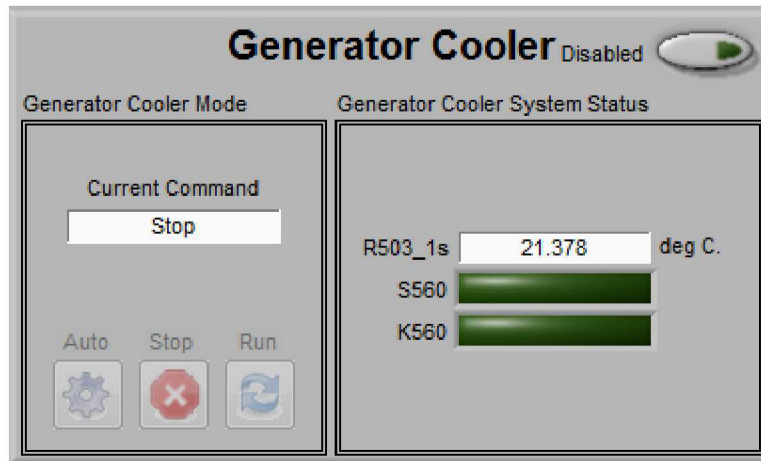 Generator Cooler Disabled
Generator Cooler Mode
Current Command
Stop
Auto Stop Run
Generator Cooler System Status
R503_1s 21.378 deg C.
S560
K560